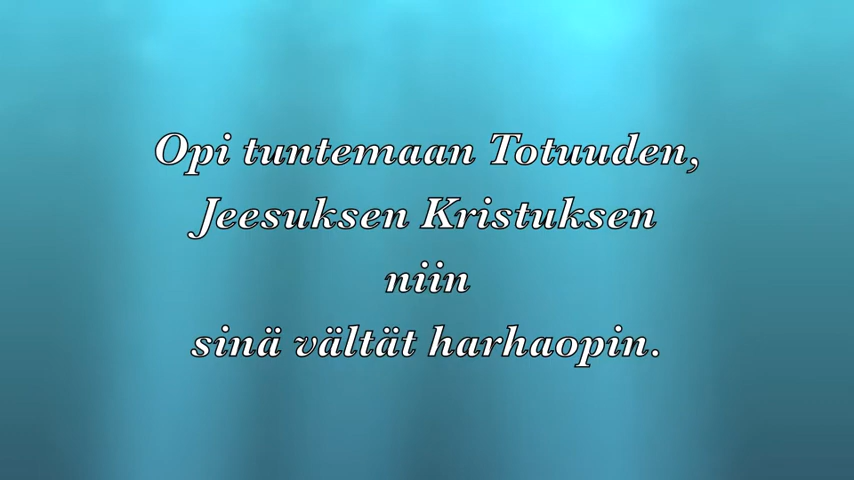 Opi tuntemaan Totuuden,
Jeesuksen Kristuksen
niin
sinä vältät harhaopin.